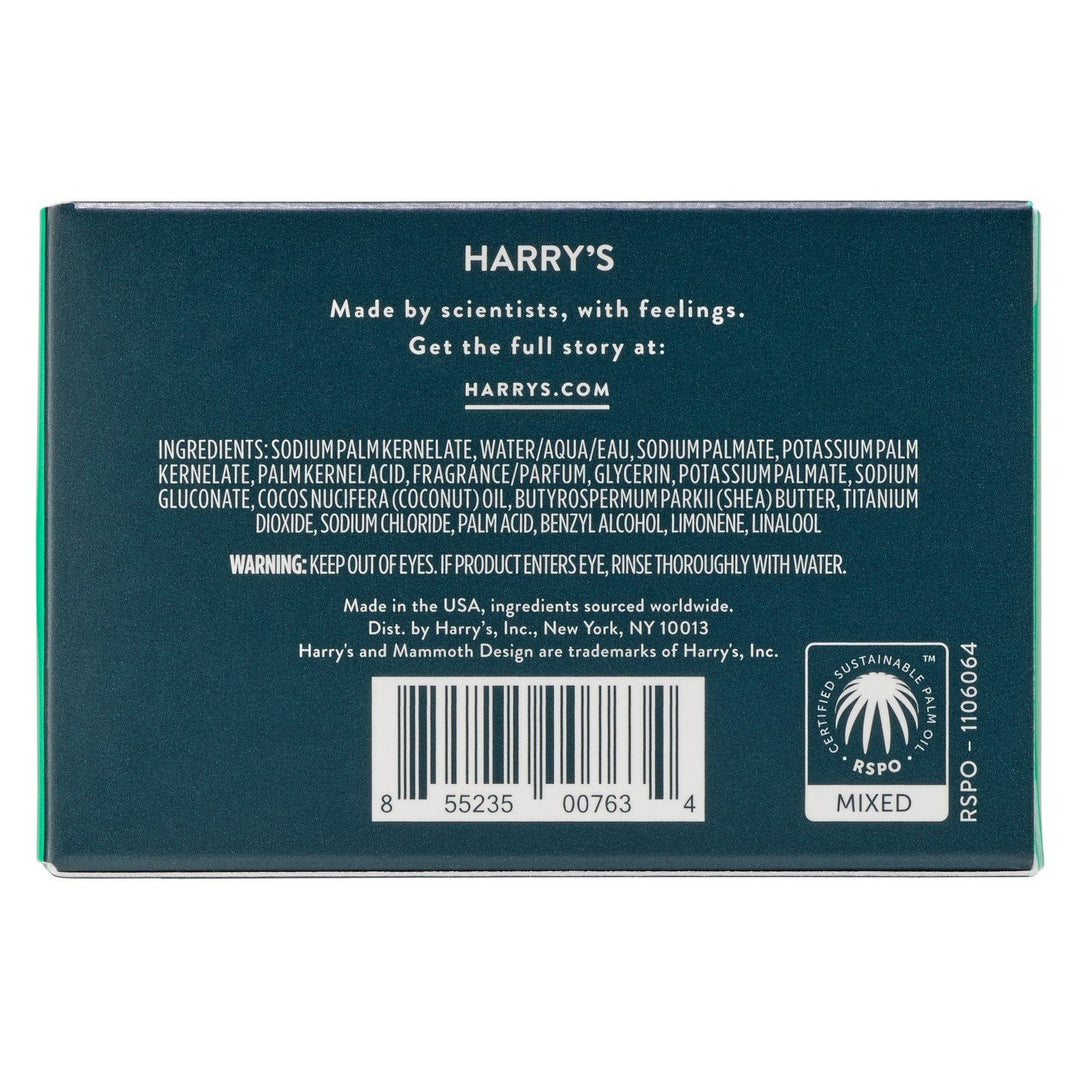 HARRY'S
Made by scientists, with feelings.
Get the full story at:
HARRYS.COM
INGREDIENTS: SODIUM PALM KERNELATE, WATER/AQUA/EAU, SODIUM PALMATE, POTASSIUM PALM
KERNELATE, PALM KERNEL ACID, FRAGRANCE/PARFUM, GLYCERIN, POTASSIUM PALMATE, SODIUM
GLUCONATE, COCOS NUCIFERA (COCONUT) OIL, BUTYROSPERMUM PARKII (SHEA) BUTTER, TITANIUM
DIOXIDE, SODIUM CHLORIDE, PALM ACID, BENZYL ALCOHOL, LIMONENE, LINALOOL
WARNING: KEEP OUT OF EYES. IF PRODUCT ENTERS EYE, RINSE THOROUGHLY WITH WATER.
Made in the USA, ingredients sourced worldwide.
Dist. by Harry's, Inc., New York, NY 10013
Harry's and Mammoth Design are trademarks of Harry's, Inc.
8 55235 00763 4
CERTIFIED SUSTAINABLE PALM OIL ™
· RSPO ·
MIXED
RSPO – 1106064